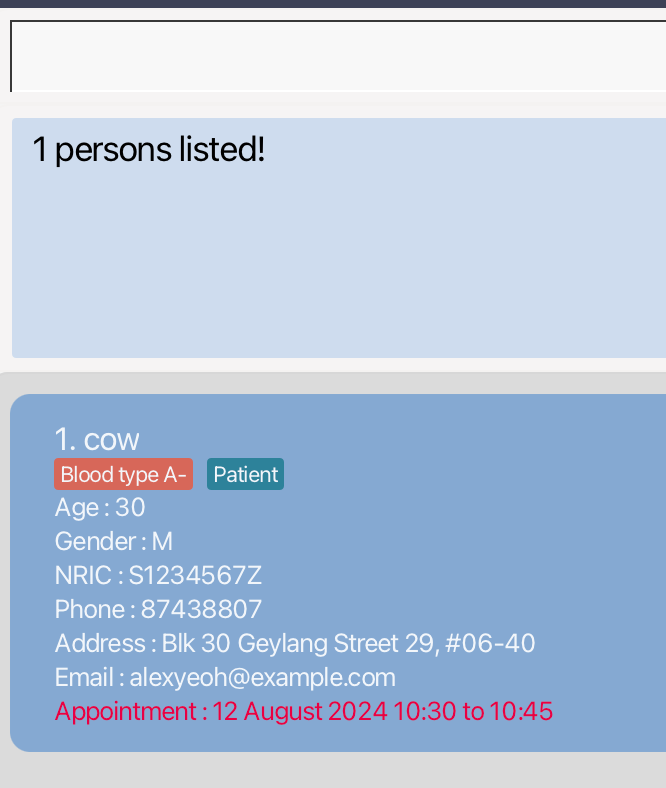 1 persons listed!
1. cow
Blood type A- Patient
Age : 30
Gender : M
NRIC : S1234567Z
Phone : 87438807
Address : Blk 30 Geylang Street 29, #06-40
Email : alexyeoh@example.com
Appointment : 12 August 2024 10:30 to 10:45